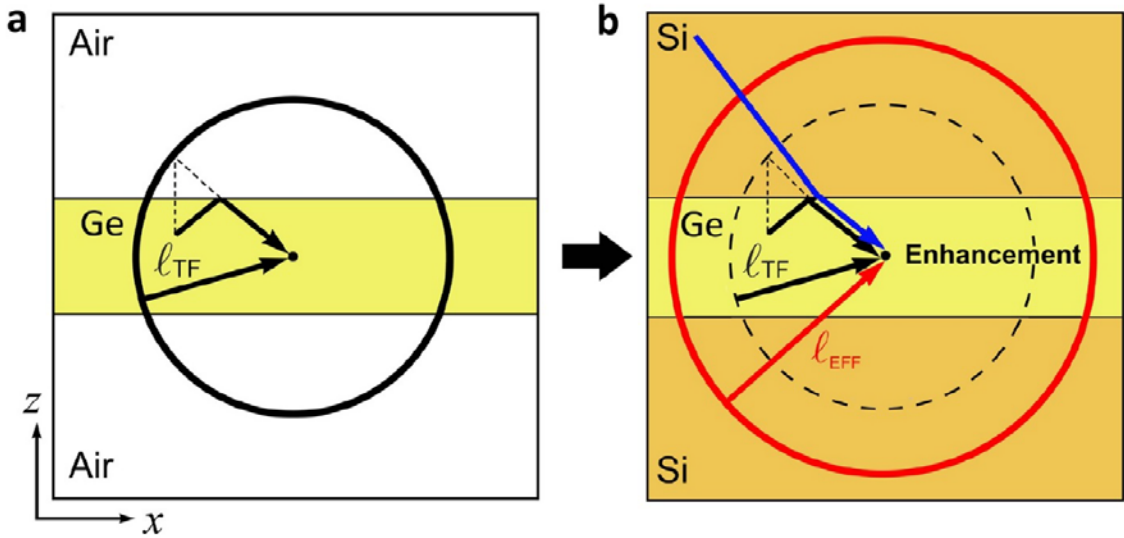 a
Air
Ge
ℓTF
Air
z
x
b
Si
Ge
ℓTF
Enhancement
ℓEFF
Si